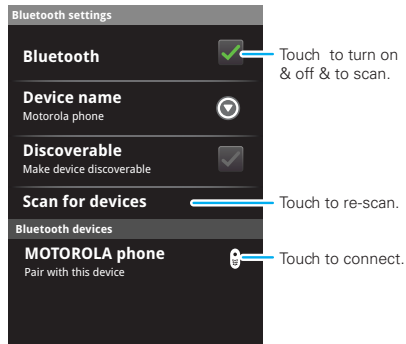 Bluetooth settings
Bluetooth
Touch to turn on
& off & to scan.
Device name
Motorola phone
Discoverable
Make device discoverable
Scan for devices
Touch to re-scan.
Bluetooth devices
MOTOROLA phone
Pair with this device
Touch to connect.